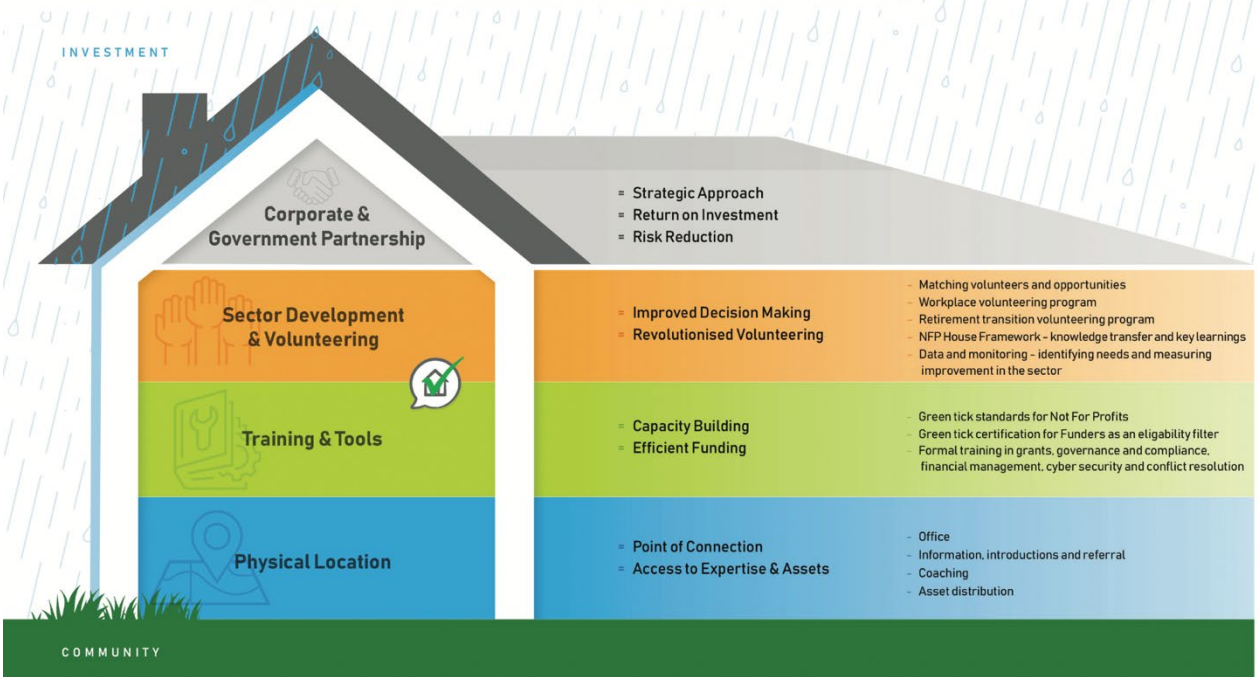 INVESTMENT
Corporate &
Government Partnership
= Strategic Approach
= Return on Investment
= Risk Reduction
Sector Development
& Volunteering
= Improved Decision Making
= Revolutionised Volunteering
- Matching volunteers and opportunities
- Workplace volunteering program
- Retirement transition volunteering program
- NFP House Framework - knowledge transfer and key learnings
- Data and monitoring - identifying needs and measuring
improvement in the sector
Training & Tools
= Capacity Building
= Efficient Funding
- Green tick standards for Not For Profits
- Green tick certification for Funders as an eligability filter
- Formal training in grants, governance and compliance,
financial management, cyber security and conflict resolution
Physical Location
= Point of Connection
= Access to Expertise & Assets
- Office
- Information, introductions and referral
- Coaching
- Asset distribution
COMMUNITY